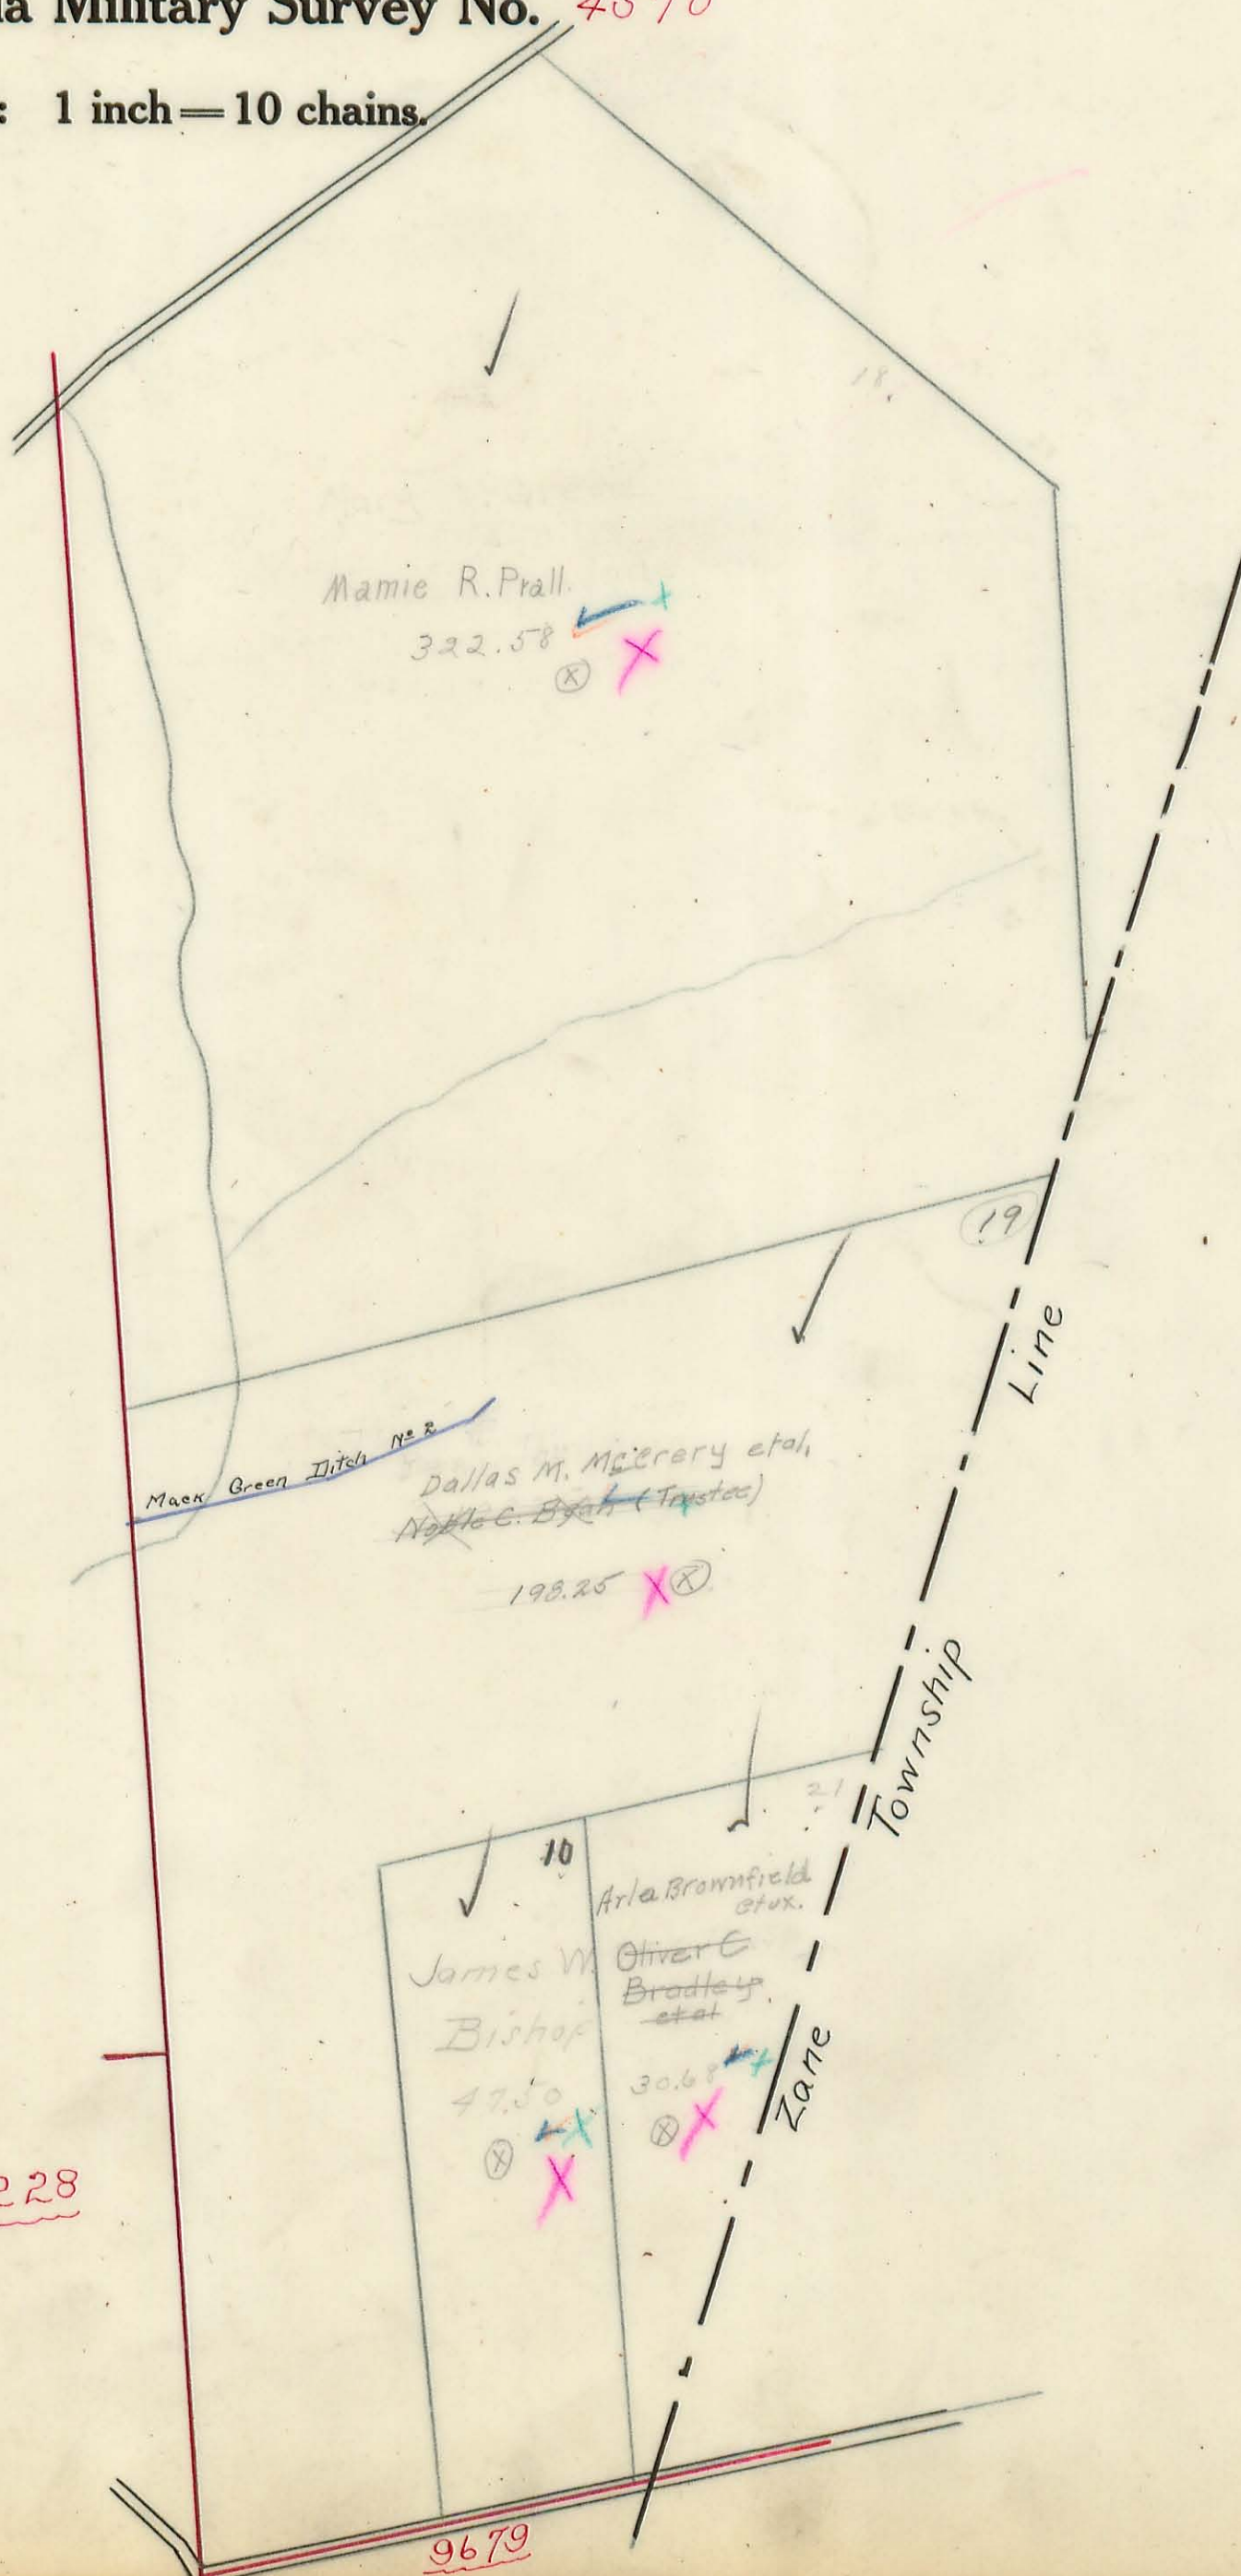 Military Survey No.
: 1 inch = 10 chains.
18.
Mamie R. Prall.
322.58
19
Line
Mack Green Ditch No 2
Dallas M. McCrery etal,
Noble C. (Trustee)
198.25
Township
21
10
Arla Brownfield
etux.
James W.
Bishop
Oliver C
Bradley
etal
47.50
30.68
Zane
228
9679